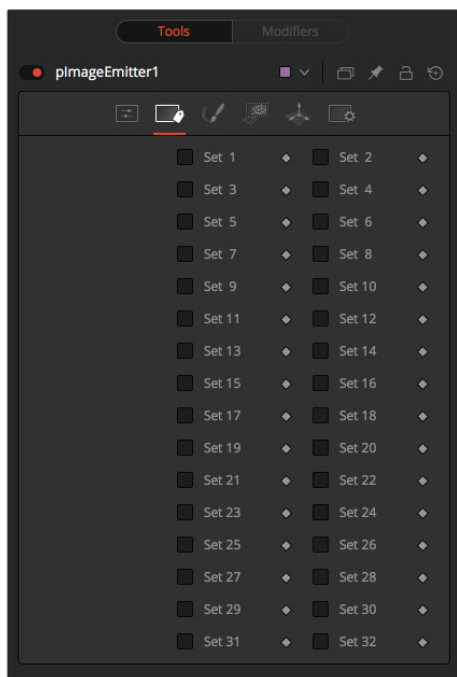 Tools Modifiers
pImageEmitter1
Set 1 Set 2
Set 3 Set 4
Set 5 Set 6
Set 7 Set 8
Set 9 Set 10
Set 11 Set 12
Set 13 Set 14
Set 15 Set 16
Set 17 Set 18
Set 19 Set 20
Set 21 Set 22
Set 23 Set 24
Set 25 Set 26
Set 27 Set 28
Set 29 Set 30
Set 31 Set 32